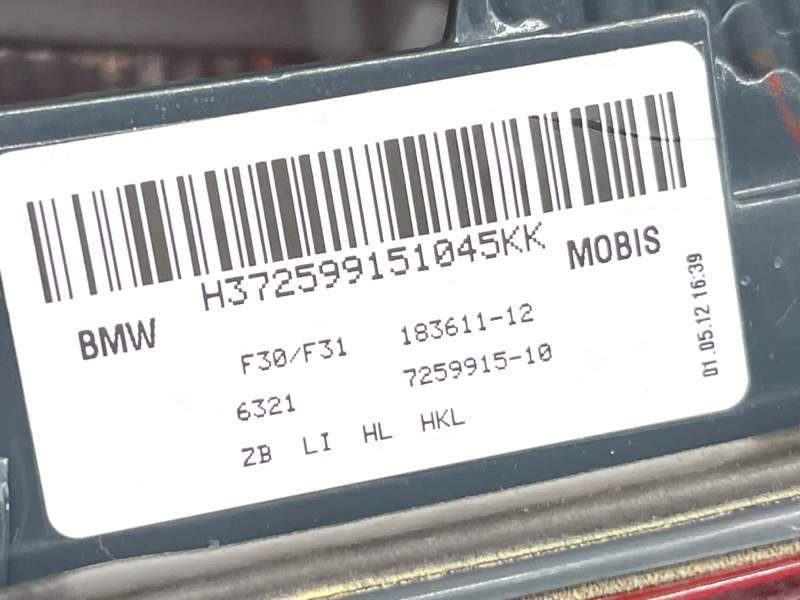 H372599151045KK
BMW
MOBIS
F30/F31 183611-12
6321 7259915-10
ZB LI HL HKL
01.05.12 16:39